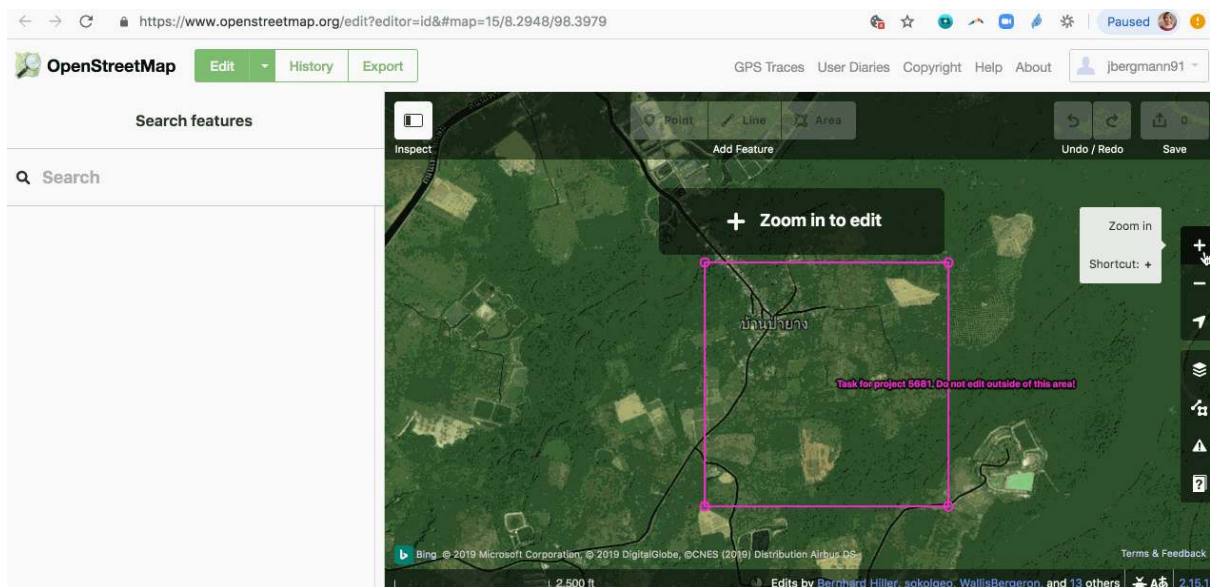 https://www.openstreetmap.org/edit?editor=id&#map=15/8.2948/98.3979
Paused
OpenStreetMap
Edit
History
Export
GPS Traces
User Diaries
Copyright
Help
About
jbergmann91
Search features
Inspect
Point
Line
Area
Add Feature
Undo / Redo
0
Save
Search
+ Zoom in to edit
Zoom in
Shortcut: +
บ้านป่ายาง
Task for project 5681. Do not edit outside of this area!
Bing © 2019 Microsoft Corporation, © 2019 DigitalGlobe, ©CNES (2019) Distribution Airbus DS
Terms & Feedback
2,500 ft
Edits by Bernhard Hiller, sokolgeo, WallisBergeron, and 13 others
2.15.1